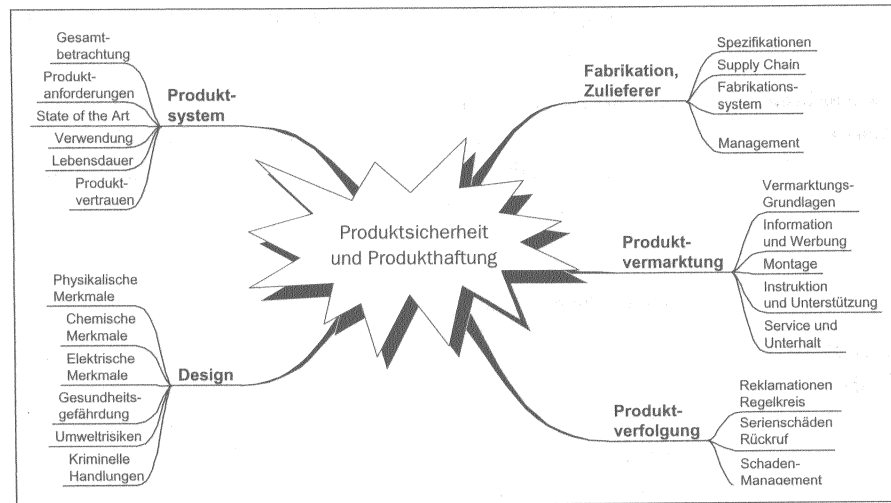 Gesamt-
betrachtung
Produkt-
anforderungen
State of the Art
Verwendung
Lebensdauer
Produkt-
vertrauen
Produkt-
system
Physikalische
Merkmale
Chemische
Merkmale
Elektrische
Merkmale
Gesundheits-
gefährdung
Umweltrisiken
Kriminelle
Handlungen
Design
Produktsicherheit
und Produkthaftung
Fabrikation,
Zulieferer
Spezifikationen
Supply Chain
Fabrikations-
system
Management
Produkt-
vermarktung
Vermarktungs-
Grundlagen
Information
und Werbung
Montage
Instruktion
und Unterstützung
Service und
Unterhalt
Produkt-
verfolgung
Reklamationen
Regelkreis
Serienschäden
Rückruf
Schaden-
Management